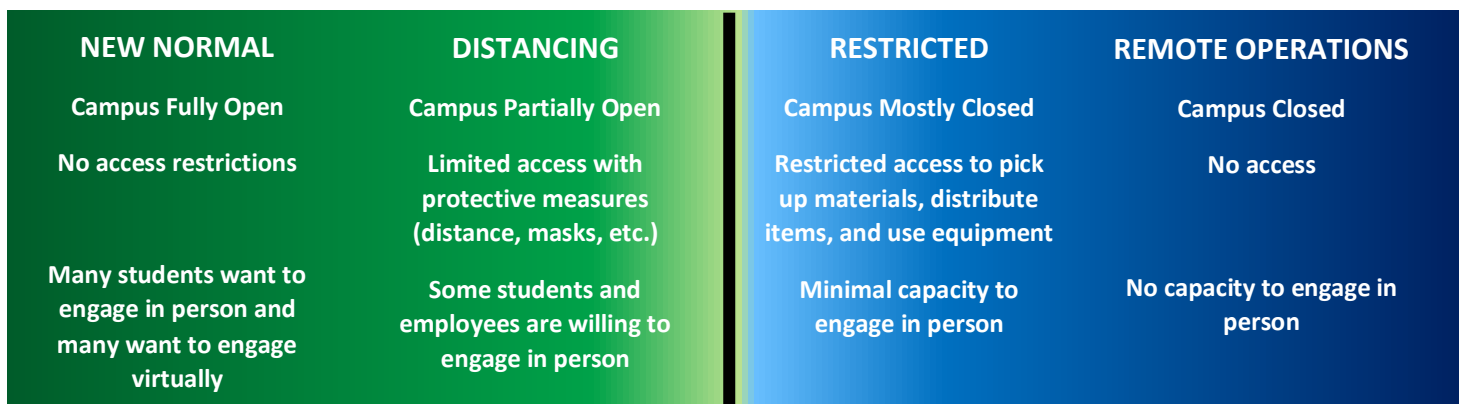 NEW NORMAL
Campus Fully Open
No access restrictions
Many students want to
engage in person and
many want to engage
virtually
DISTANCING
Campus Partially Open
Limited access with
protective measures
(distance, masks, etc.)
Some students and
employees are willing to
engage in person
RESTRICTED
Campus Mostly Closed
Restricted access to pick
up materials, distribute
items, and use equipment
Minimal capacity to
engage in person
REMOTE OPERATIONS
Campus Closed
No access
No capacity to engage in
person